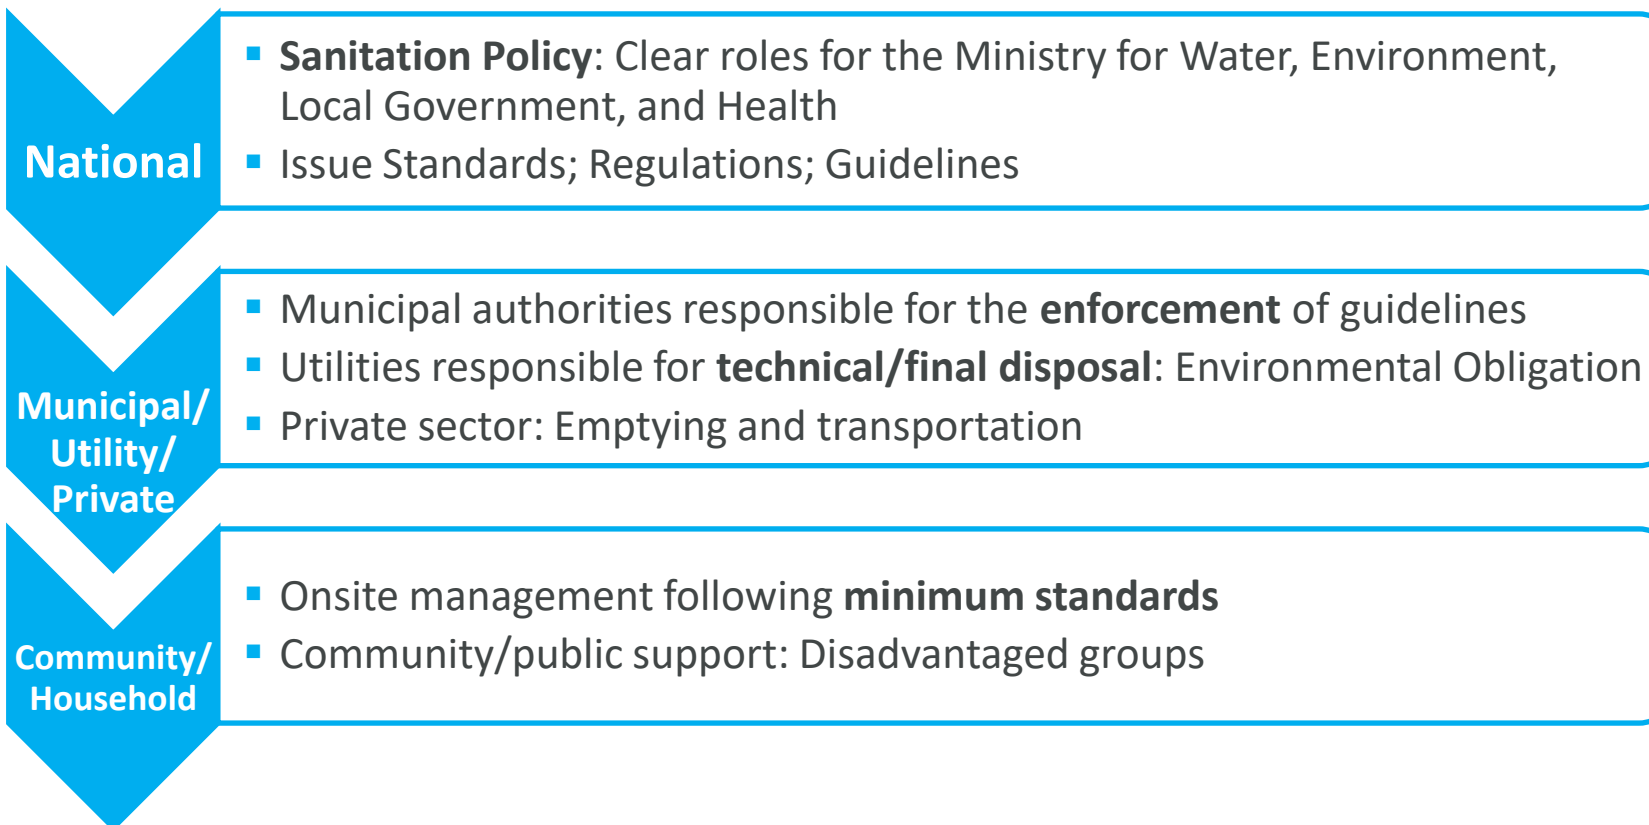 National
▪ Sanitation Policy: Clear roles for the Ministry for Water, Environment,
Local Government, and Health
▪ Issue Standards; Regulations; Guidelines
Municipal/
Utility/
Private
▪ Municipal authorities responsible for the enforcement of guidelines
▪ Utilities responsible for technical/final disposal: Environmental Obligation
▪ Private sector: Emptying and transportation
Community/
Household
▪ Onsite management following minimum standards
▪ Community/public support: Disadvantaged groups